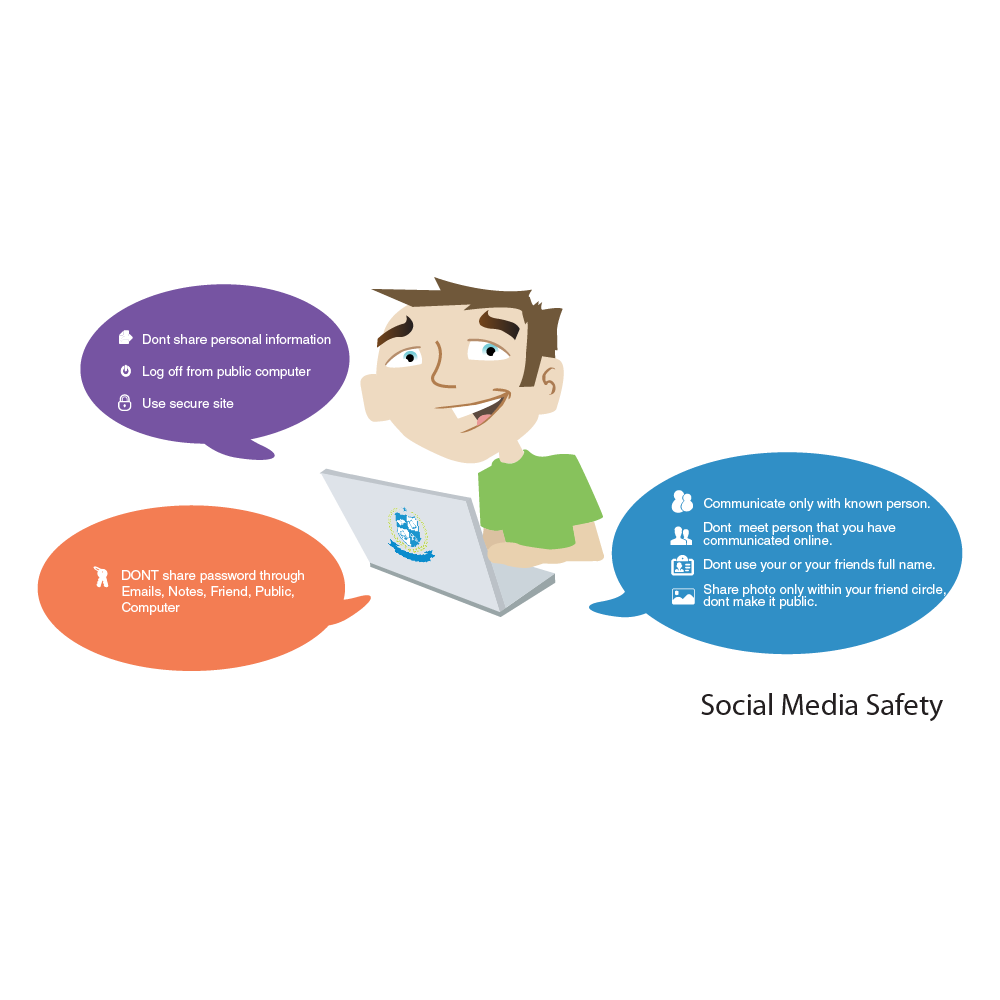 Dont share personal information
Log off from public computer
Use secure site
DONT share password through
Emails, Notes, Friend, Public,
Computer
Communicate only with known person.
Dont  meet person that you have
communicated online.
Dont use your or your friends full name.
Share photo only within your friend circle,
dont make it public.
Social Media Safety